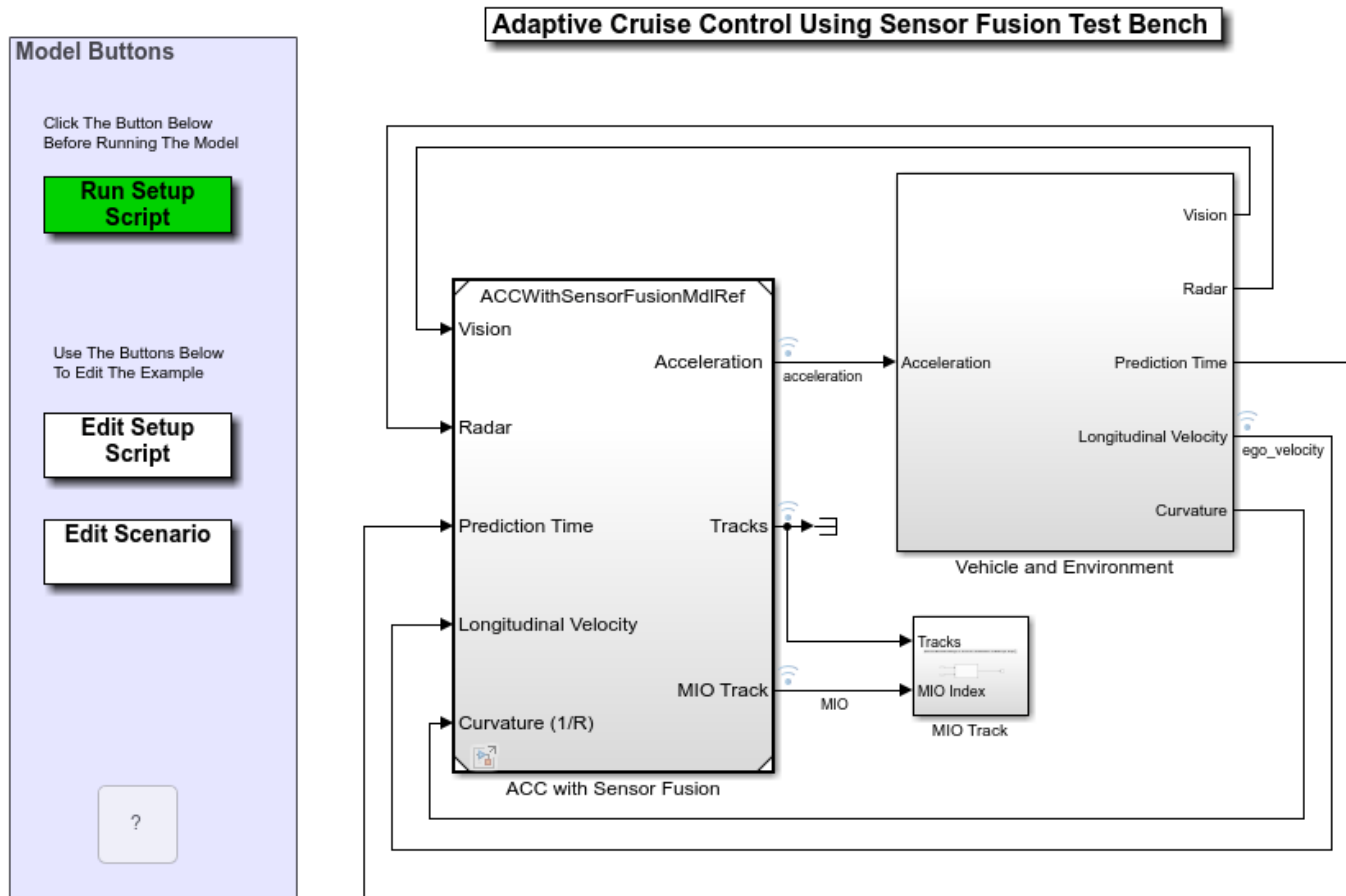 Adaptive Cruise Control Using Sensor Fusion Test Bench
Model Buttons
Click The Button Below
Before Running The Model
Run Setup
Script
Use The Buttons Below
To Edit The Example
Edit Setup
Script
Edit Scenario
?
ACCWithSensorFusionMdlRef
Vision
Radar
Prediction Time
Longitudinal Velocity
Curvature (1/R)
Acceleration
Tracks
MIO Track
ACC with Sensor Fusion
acceleration
MIO
Acceleration
Vision
Radar
Prediction Time
Longitudinal Velocity
Curvature
Vehicle and Environment
ego_velocity
Tracks
MIO Index
MIO Track